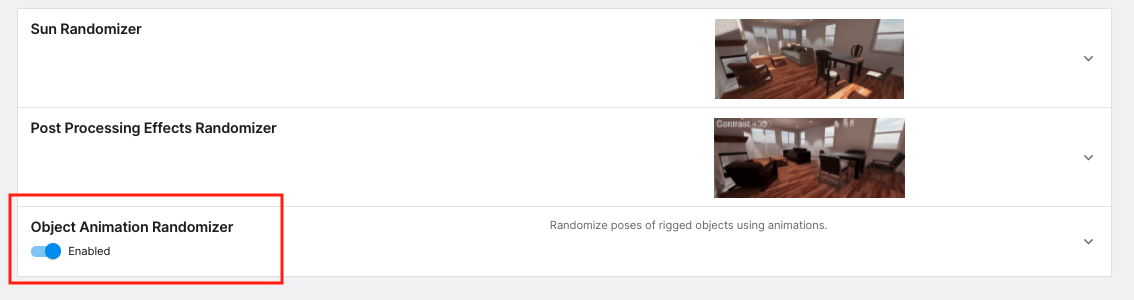 Sun Randomizer
Post Processing Effects Randomizer
Contrast +30
Object Animation Randomizer
Randomize poses of rigged objects using animations.
Enabled